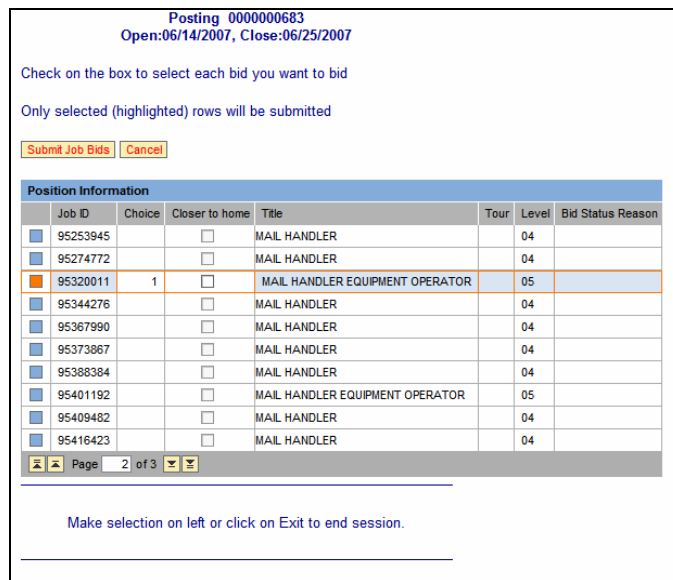 Posting 0000000683
Open:06/14/2007, Close:06/25/2007
Check on the box to select each bid you want to bid
Only selected (highlighted) rows will be submitted
Submit Job Bids Cancel
Position Information
Job ID Choice Closer to home Title Tour Level Bid Status Reason
95253945 MAIL HANDLER 04
95274772 MAIL HANDLER 04
95320011 1 MAIL HANDLER EQUIPMENT OPERATOR 05
95344276 MAIL HANDLER 04
95367990 MAIL HANDLER 04
95373867 MAIL HANDLER 04
95388384 MAIL HANDLER 04
95401192 MAIL HANDLER EQUIPMENT OPERATOR 05
95409482 MAIL HANDLER 04
95416423 MAIL HANDLER 04
Page 2 of 3
Make selection on left or click on Exit to end session.